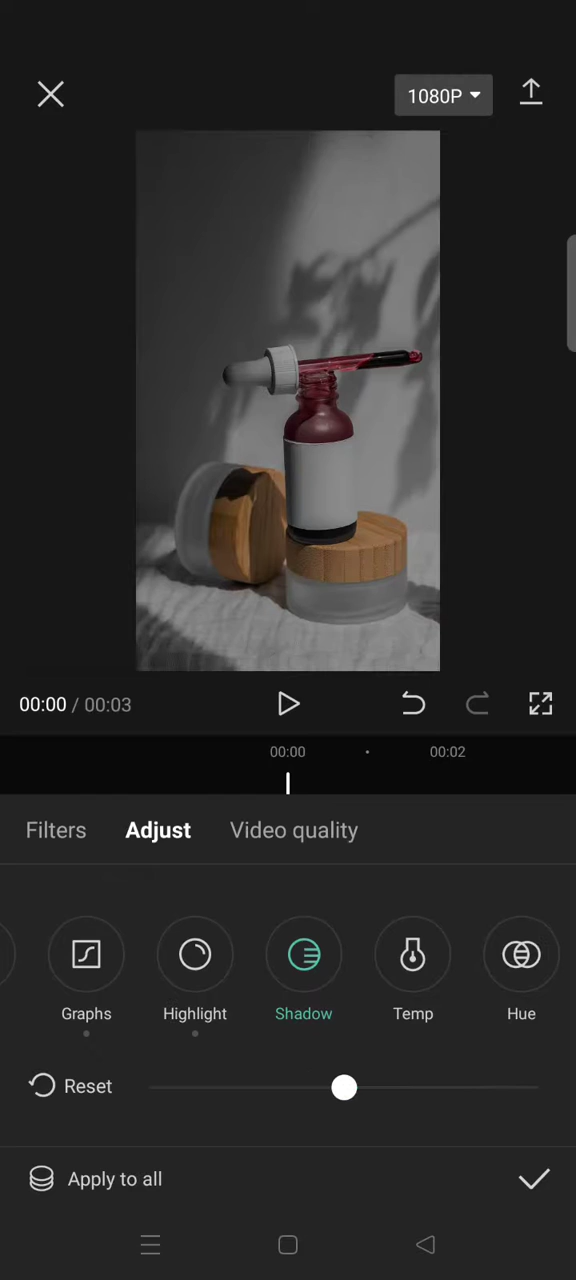 1080P
00:00 / 00:03
00:00 00:02
Filters Adjust Video quality
Graphs Highlight Shadow Temp Hue
Reset
Apply to all